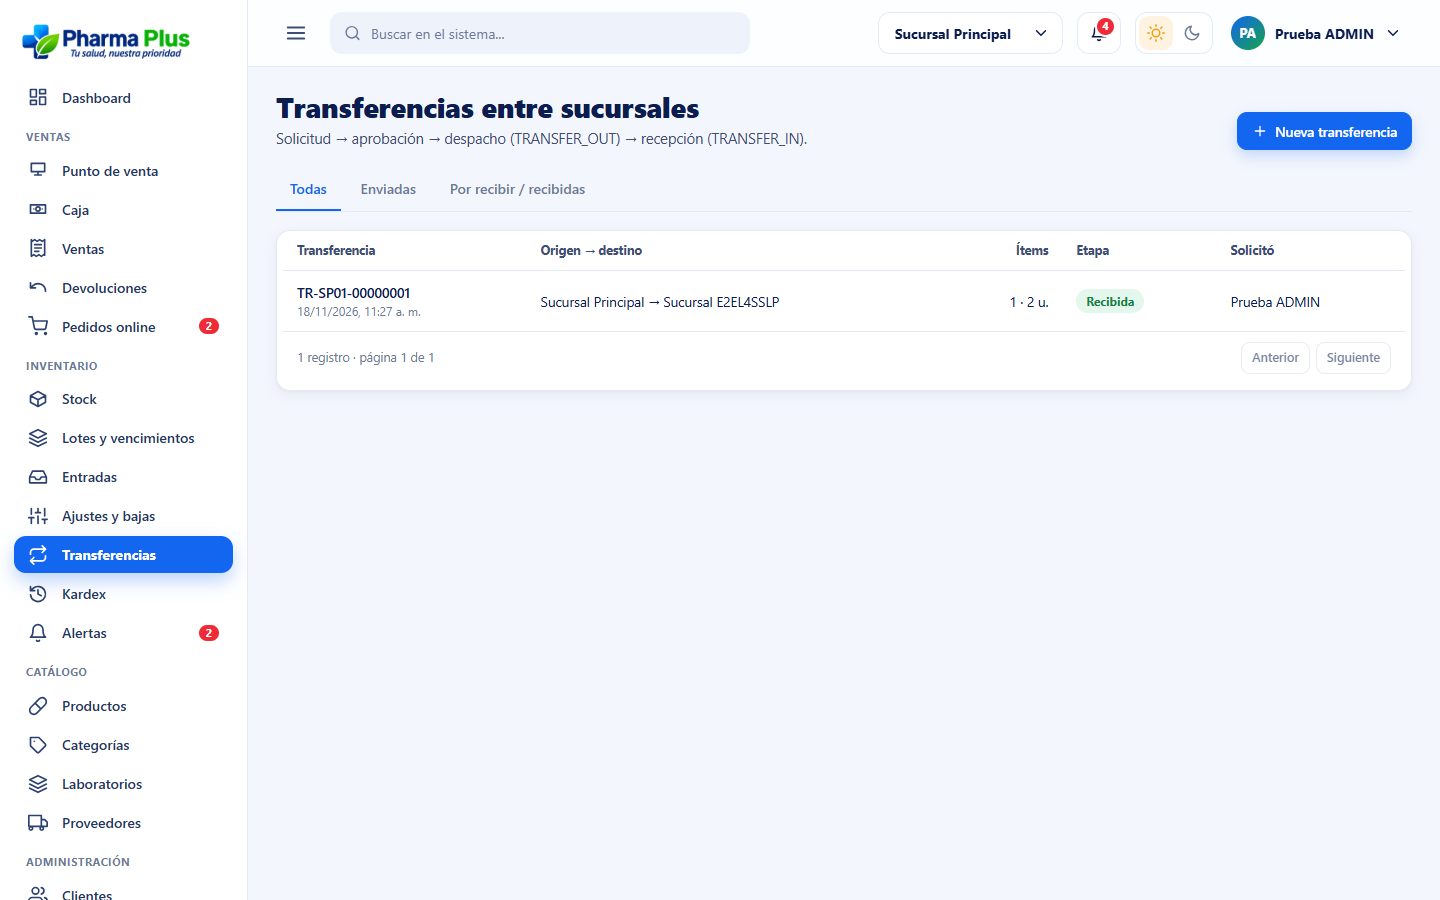 Pharma Plus
Tu salud, nuestra prioridad
Dashboard
VENTAS
Punto de venta
Caja
Ventas
Devoluciones
Pedidos online 2
INVENTARIO
Stock
Lotes y vencimientos
Entradas
Ajustes y bajas
Transferencias
Kardex
Alertas 2
CATÁLOGO
Productos
Categorías
Laboratorios
Proveedores
ADMINISTRACIÓN
Clientes
Buscar en el sistema...
Sucursal Principal
4
PA Prueba ADMIN
Transferencias entre sucursales
Solicitud → aprobación → despacho (TRANSFER_OUT) → recepción (TRANSFER_IN).
+ Nueva transferencia
Todas Enviadas Por recibir / recibidas
Transferencia Origen → destino Ítems Etapa Solicitó
TR-SP01-00000001
18/11/2026, 11:27 a. m.
Sucursal Principal → Sucursal E2EL4SSLP 1 · 2 u. Recibida Prueba ADMIN
1 registro · página 1 de 1
Anterior Siguiente